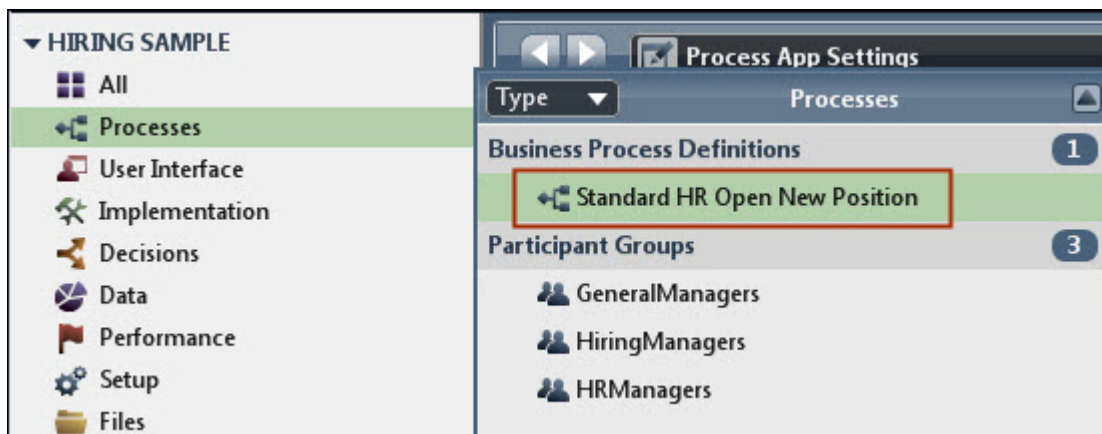 HIRING SAMPLE
All
Processes
User Interface
Implementation
Decisions
Data
Performance
Setup
Files
Process App Settings
Type
Processes
Business Process Definitions
1
Standard HR Open New Position
Participant Groups
3
GeneralManagers
HiringManagers
HRManagers